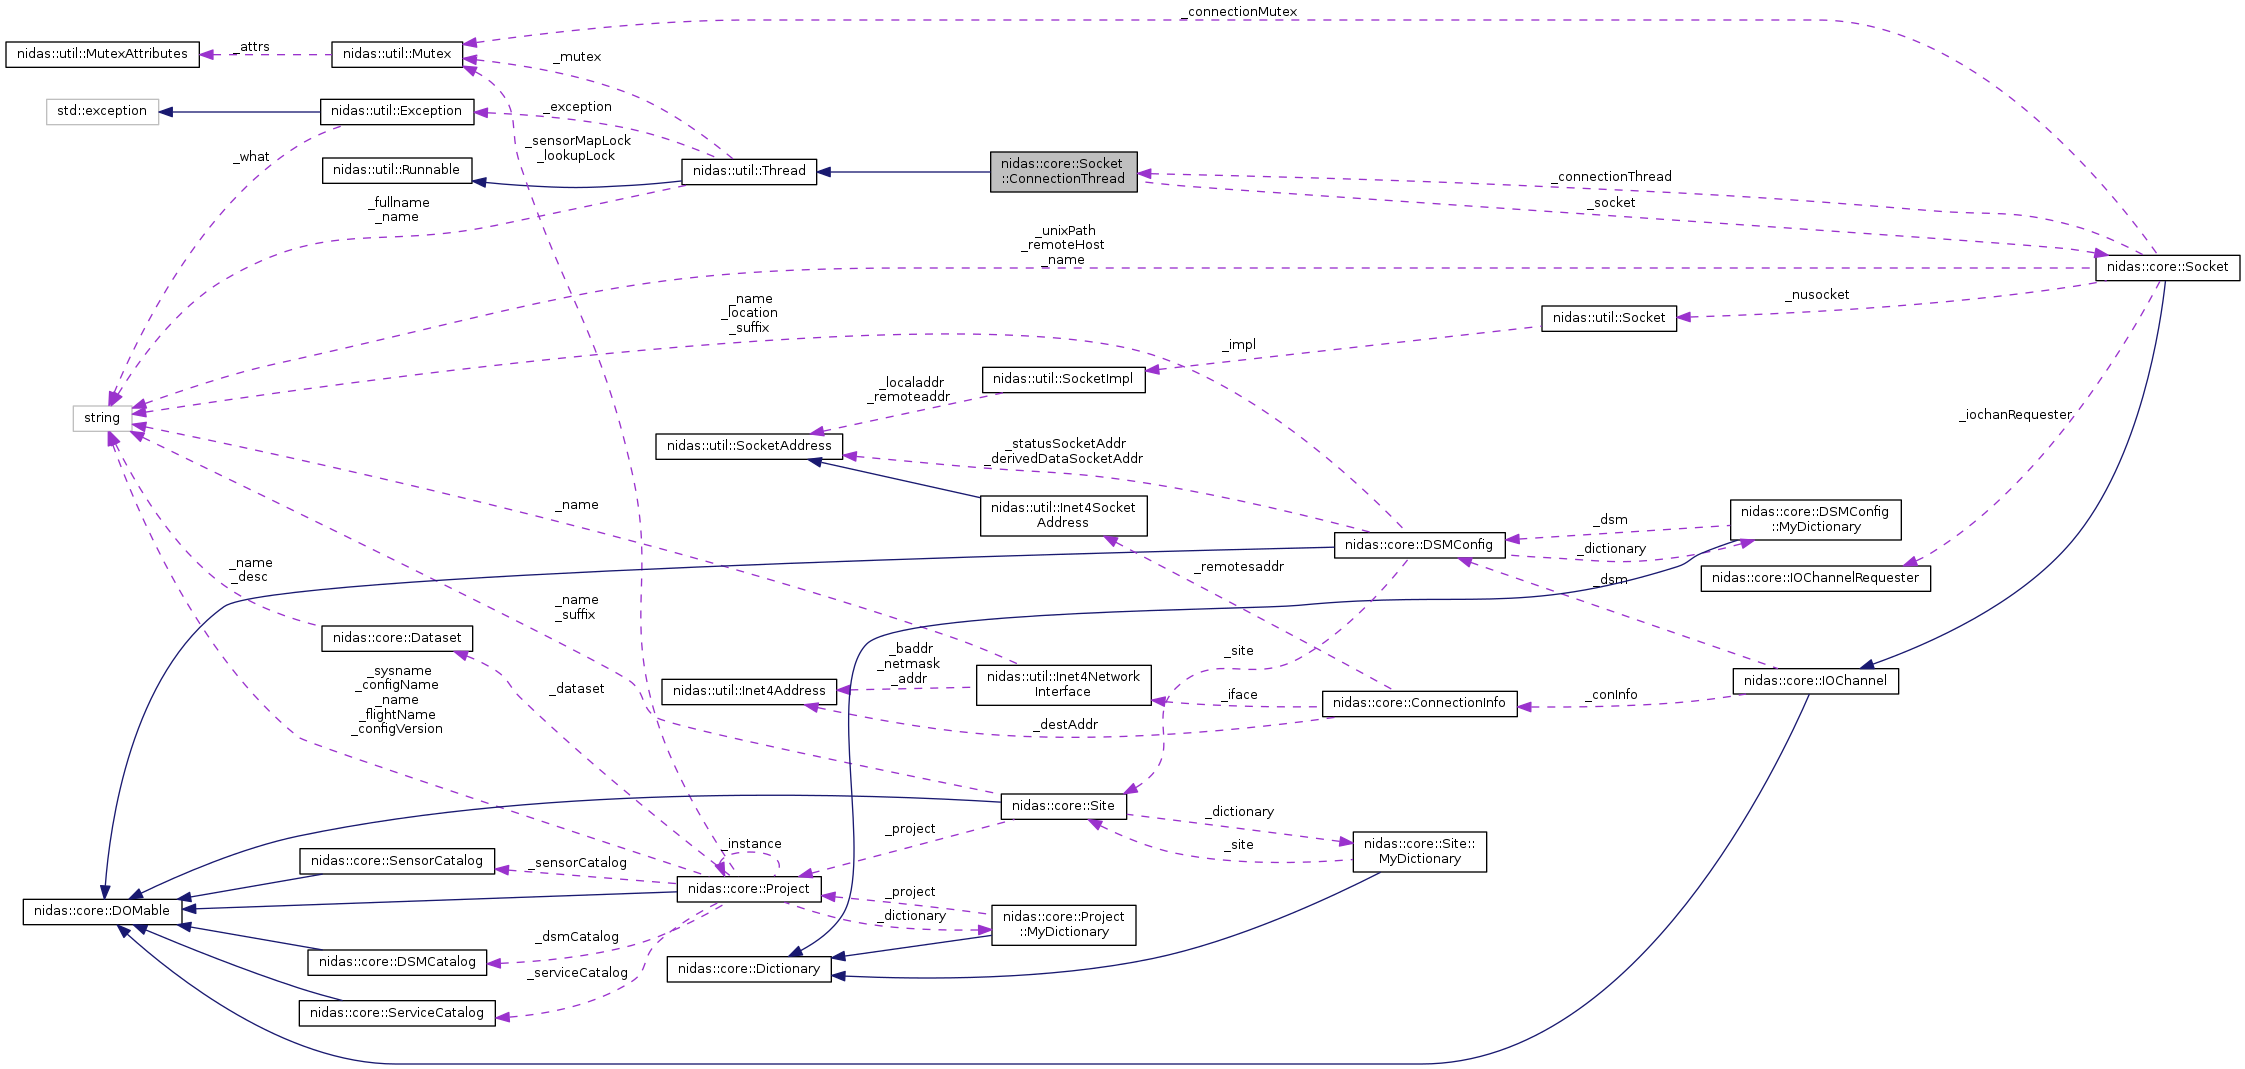 _connectionMutex
nidas::util::MutexAttributes
_attrs
nidas::util::Mutex
_mutex
std::exception
nidas::util::Exception
_exception
_sensorMapLock
_lookupLock
_what
nidas::util::Runnable
nidas::util::Thread
nidas::core::Socket
::ConnectionThread
_connectionThread
_socket
_fullname
_name
_unixPath
_remoteHost
_name
nidas::core::Socket
_name
_location
_suffix
_nusocket
nidas::util::Socket
_impl
_localaddr
_remoteaddr
nidas::util::SocketImpl
string
_iochanRequester
nidas::util::SocketAddress
_statusSocketAddr
_derivedDataSocketAddr
_name
nidas::util::Inet4Socket
Address
nidas::core::DSMConfig
_dsm
_dictionary
nidas::core::DSMConfig
::MyDictionary
_name
_desc
_remotesaddr
_dsm
nidas::core::IOChannelRequester
_name
_suffix
nidas::core::Dataset
_sysname
_configName
_name
_flightName
_configVersion
_dataset
_baddr
_netmask
_addr
nidas::util::Inet4Address
nidas::util::Inet4Network
Interface
_site
_iface
_destAddr
nidas::core::ConnectionInfo
_conInfo
nidas::core::IOChannel
nidas::core::Site
_dictionary
_project
_instance
_site
nidas::core::Site::
MyDictionary
nidas::core::SensorCatalog
_sensorCatalog
nidas::core::Project
_project
_dictionary
nidas::core::DOMable
nidas::core::Project
::MyDictionary
_dsmCatalog
nidas::core::DSMCatalog
_serviceCatalog
nidas::core::Dictionary
nidas::core::ServiceCatalog